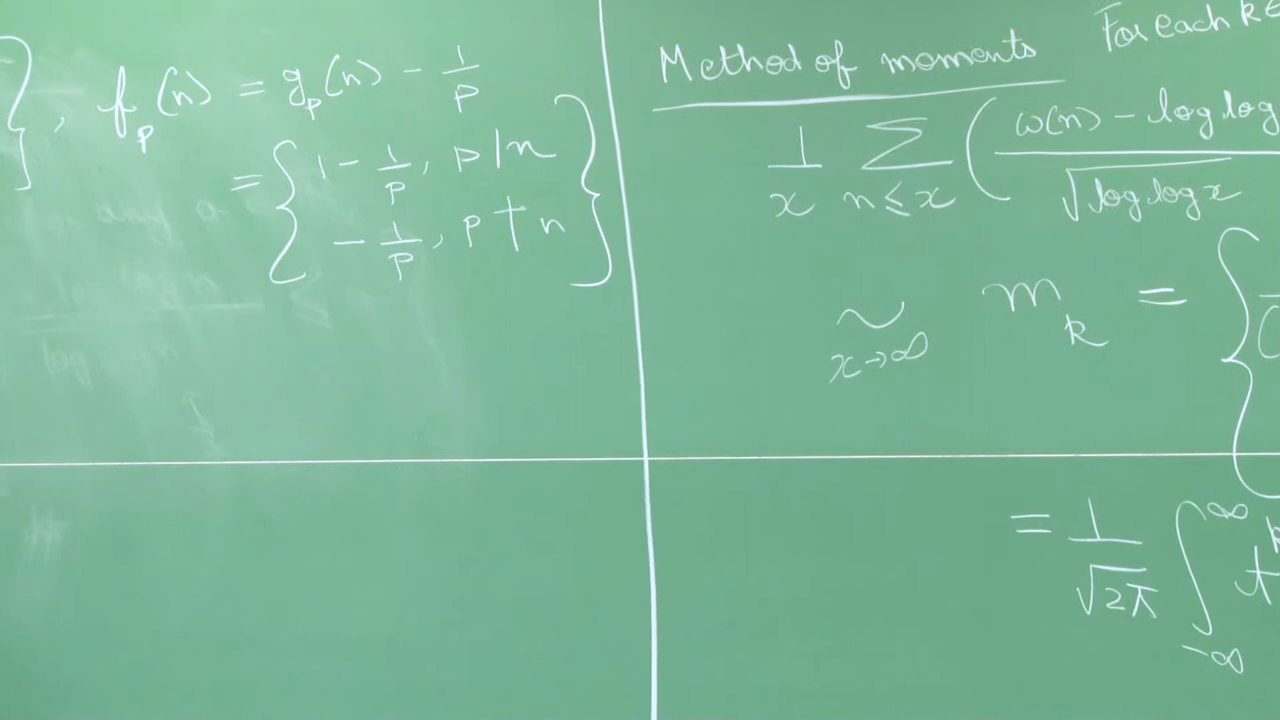 }, f_p(n) = g_p(n) - 1/p
= { 1 - 1/p, p|n
- 1/p, p∤n }
Method of moments For each k ∈
1/x Σ_{n≤x} ( ω(n) - log log / √log log x
~_{x→∞} m_k = {
= 1/√2π ∫_{-∞}^{∞} t^k